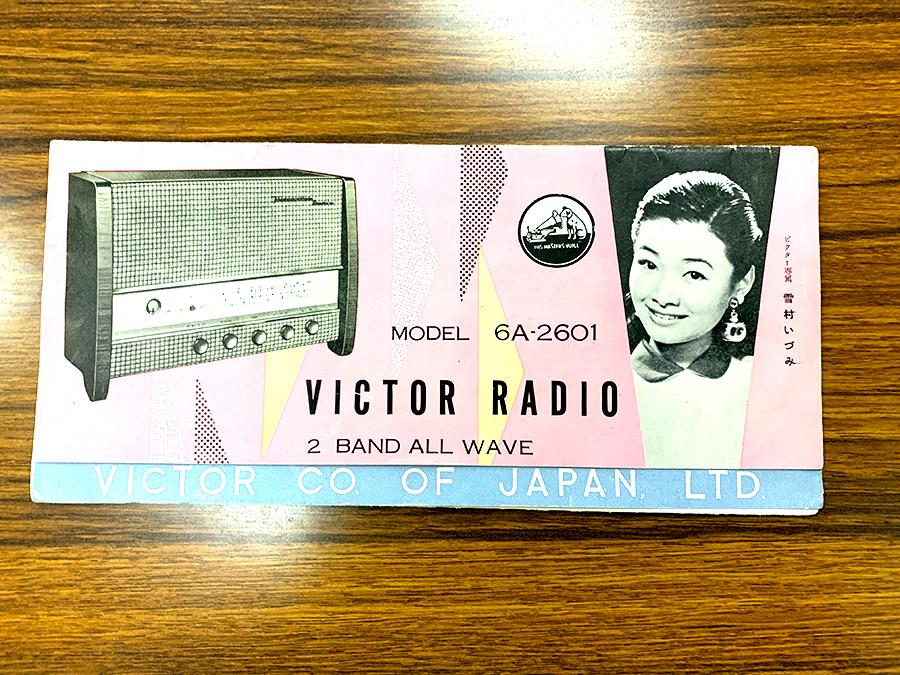 HIS MASTER'S VOICE
ビクター専属 雪村いづみ
MODEL 6A-2601
VICTOR RADIO
2 BAND ALL WAVE
VICTOR CO. OF JAPAN, LTD.